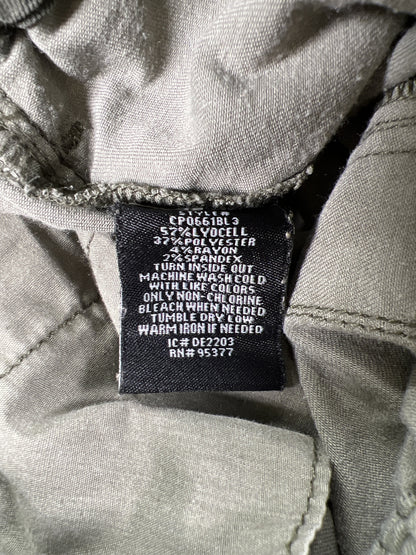 STYLE#
CP0661BL3
57%LYOCELL
37%POLYESTER
4%RAYON
2%SPANDEX
TURN INSIDE OUT
MACHINE WASH COLD
WITH LIKE COLORS
ONLY NON-CHLORINE
BLEACH WHEN NEEDED
TUMBLE DRY LOW
WARM IRON IF NEEDED
IC# DE2203
RN# 95377